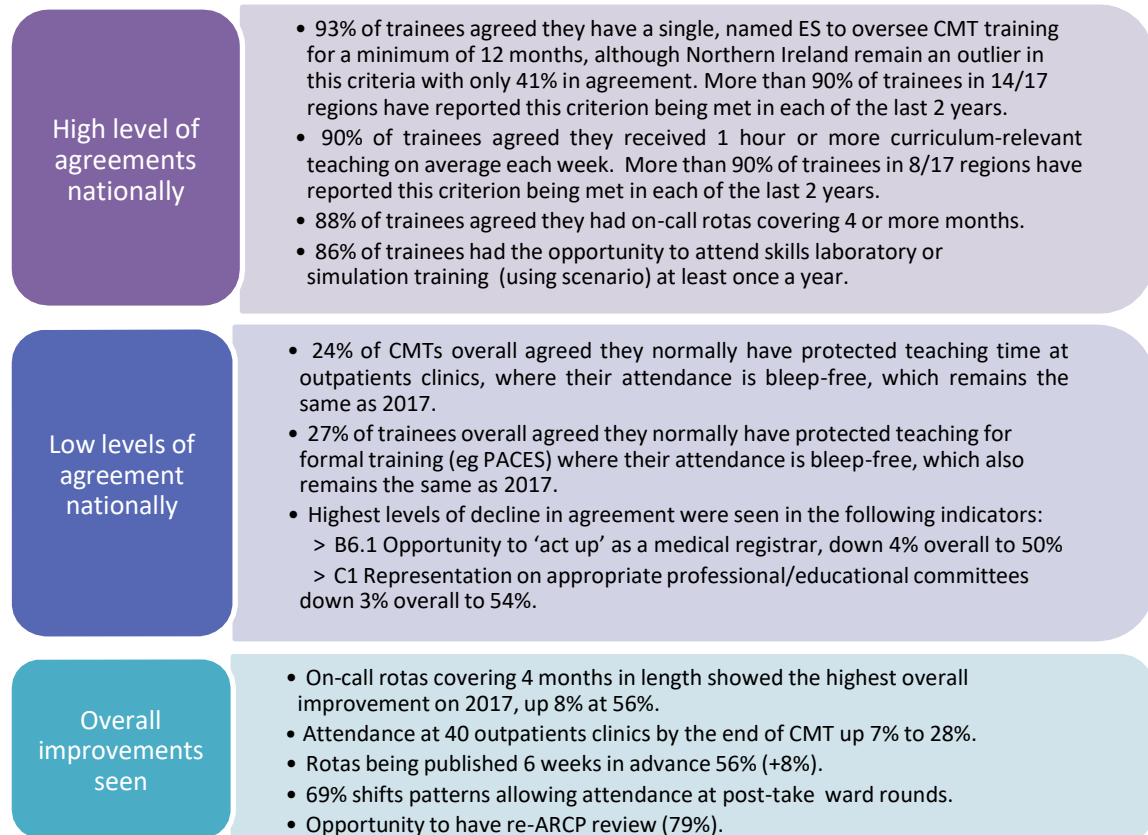 High level of
agreements
nationally
• 93% of trainees agreed they have a single, named ES to oversee CMT training
for a minimum of 12 months, although Northern Ireland remain an outlier in
this criteria with only 41% in agreement. More than 90% of trainees in 14/17
regions have reported this criterion being met in each of the last 2 years.
• 90% of trainees agreed they received 1 hour or more curriculum-relevant
teaching on average each week. More than 90% of trainees in 8/17 regions have
reported this criterion being met in each of the last 2 years.
• 88% of trainees agreed they had on-call rotas covering 4 or more months.
• 86% of trainees had the opportunity to attend skills laboratory or
simulation training (using scenario) at least once a year.
Low levels of
agreement
nationally
• 24% of CMTs overall agreed they normally have protected teaching time at
outpatients clinics, where their attendance is bleep-free, which remains the
same as 2017.
• 27% of trainees overall agreed they normally have protected teaching for
formal training (eg PACES) where their attendance is bleep-free, which also
remains the same as 2017.
• Highest levels of decline in agreement were seen in the following indicators:
> B6.1 Opportunity to ‘act up’ as a medical registrar, down 4% overall to 50%
> C1 Representation on appropriate professional/educational committees
down 3% overall to 54%.
Overall
improvements
seen
• On-call rotas covering 4 months in length showed the highest overall
improvement on 2017, up 8% at 56%.
• Attendance at 40 outpatients clinics by the end of CMT up 7% to 28%.
• Rotas being published 6 weeks in advance 56% (+8%).
• 69% shifts patterns allowing attendance at post-take ward rounds.
• Opportunity to have re-ARCP review (79%).